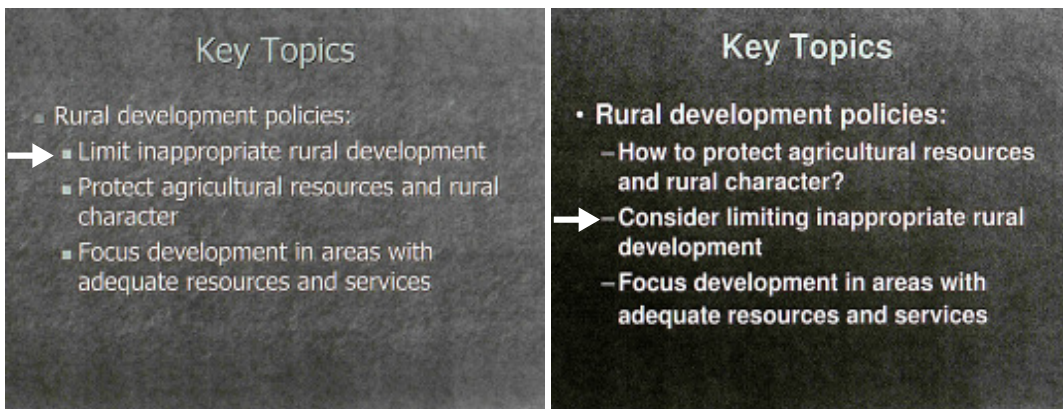 Key Topics
Rural development policies:
Limit inappropriate rural development
Protect agricultural resources and rural
character
Focus development in areas with
adequate resources and services
Key Topics
• Rural development policies:
–How to protect agricultural resources
and rural character?
–Consider limiting inappropriate rural
development
–Focus development in areas with
adequate resources and services